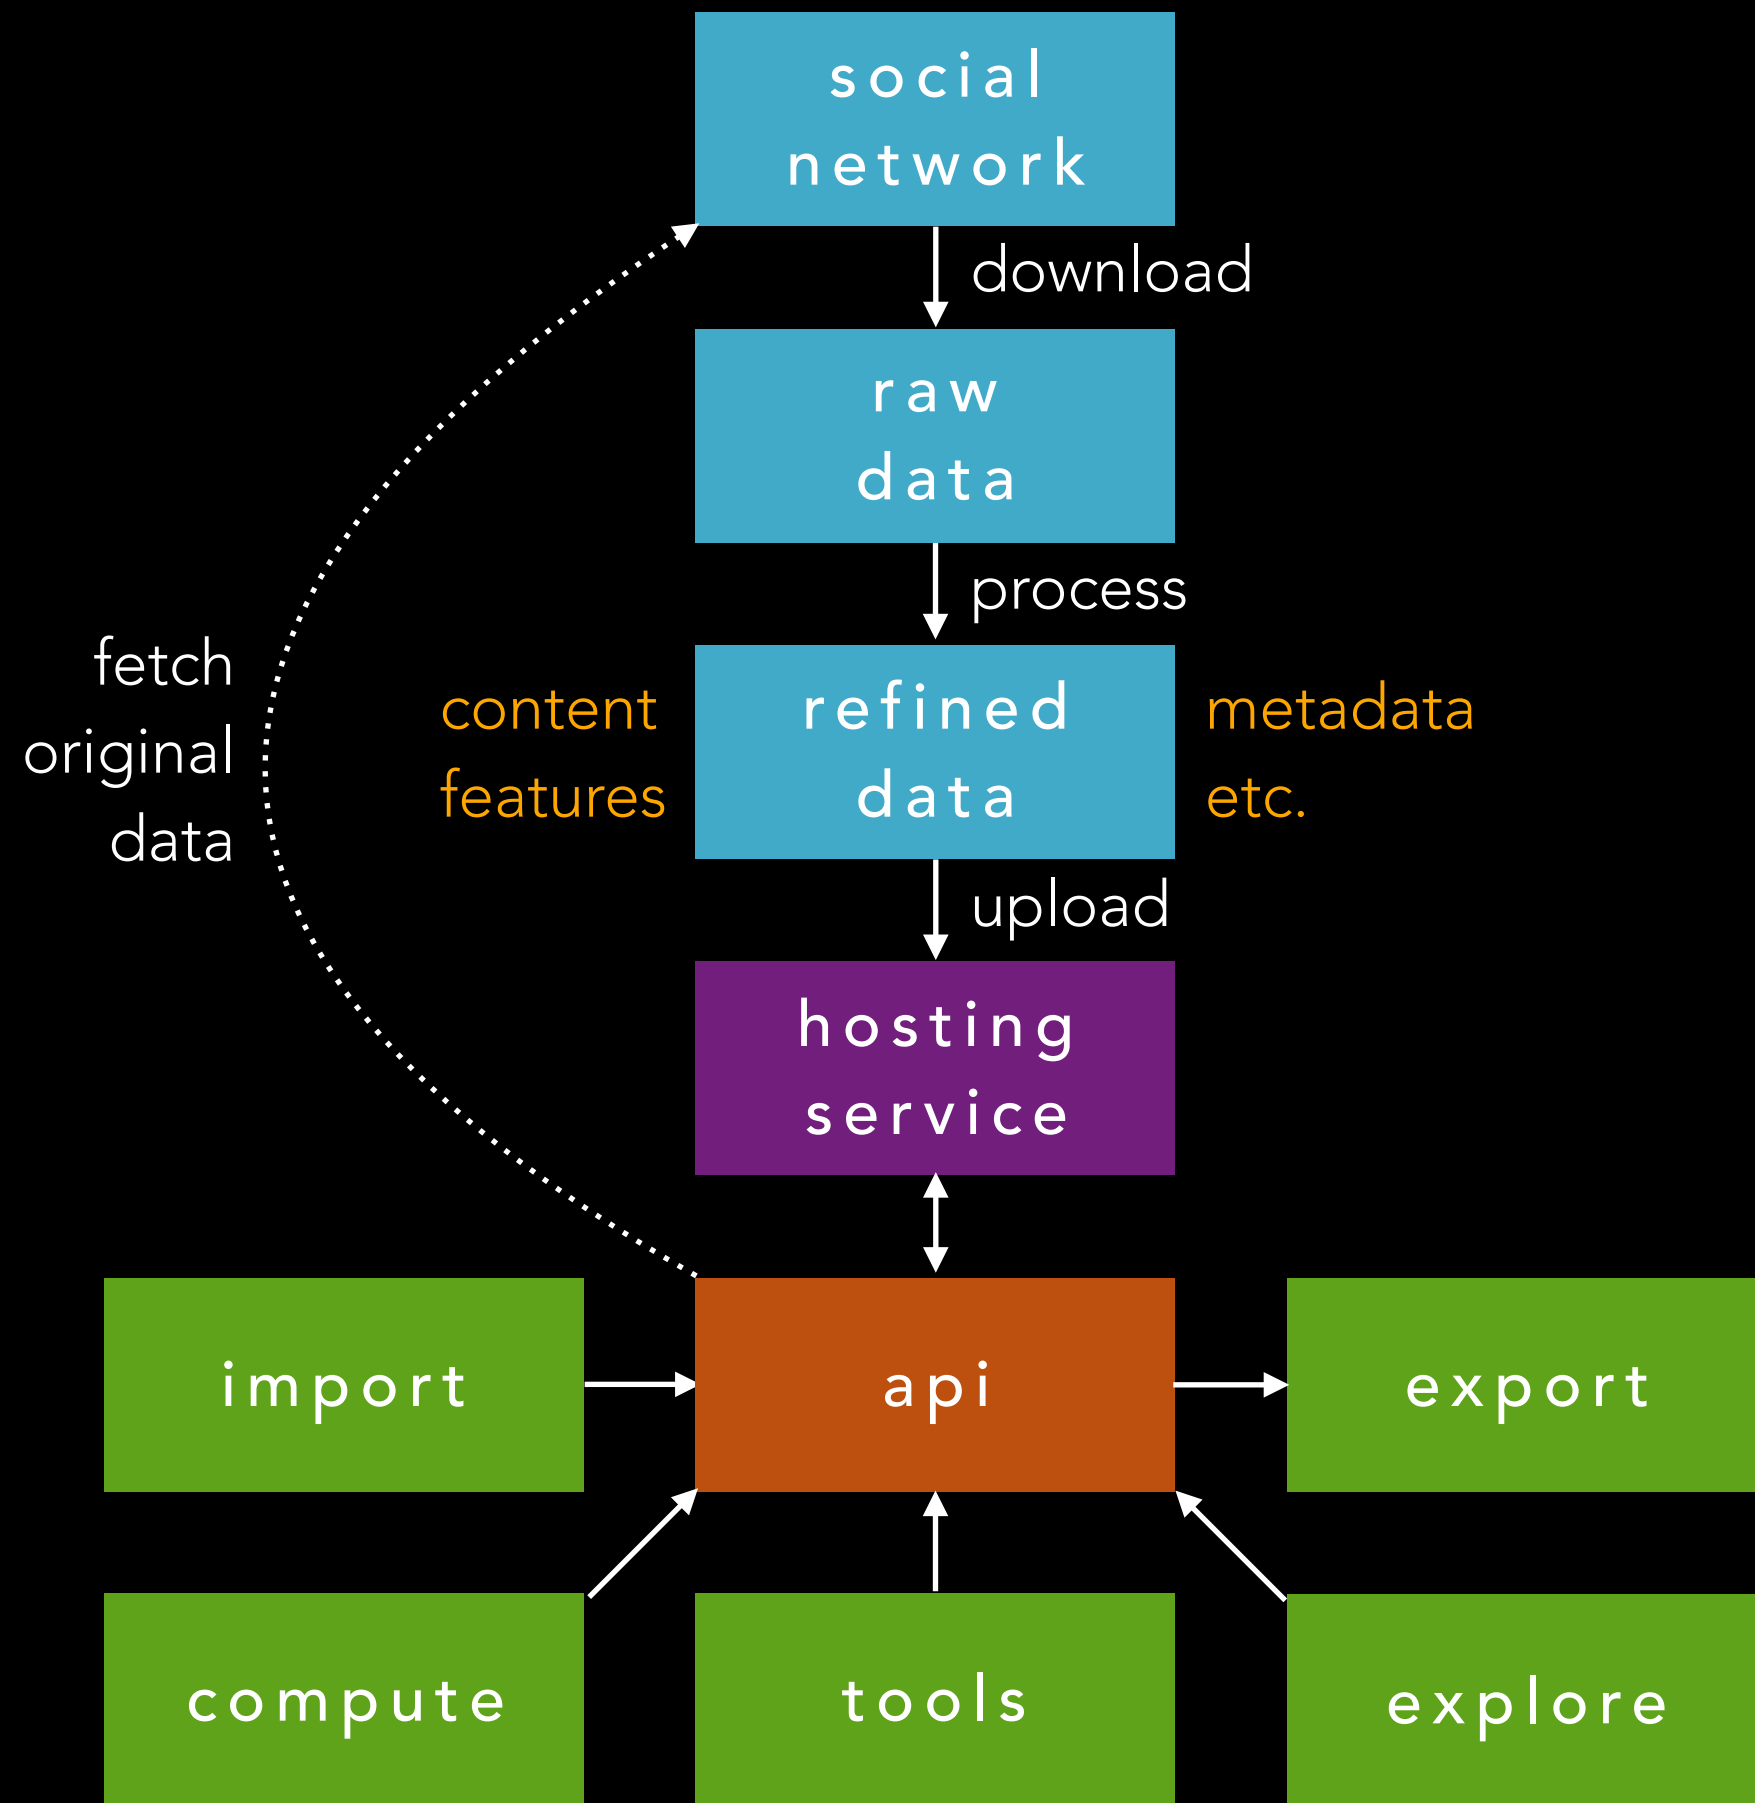 social
network
download
raw
data
process
fetch
original
data
content
features
refined
data
metadata
etc.
upload
hosting
service
import
api
export
compute
tools
explore